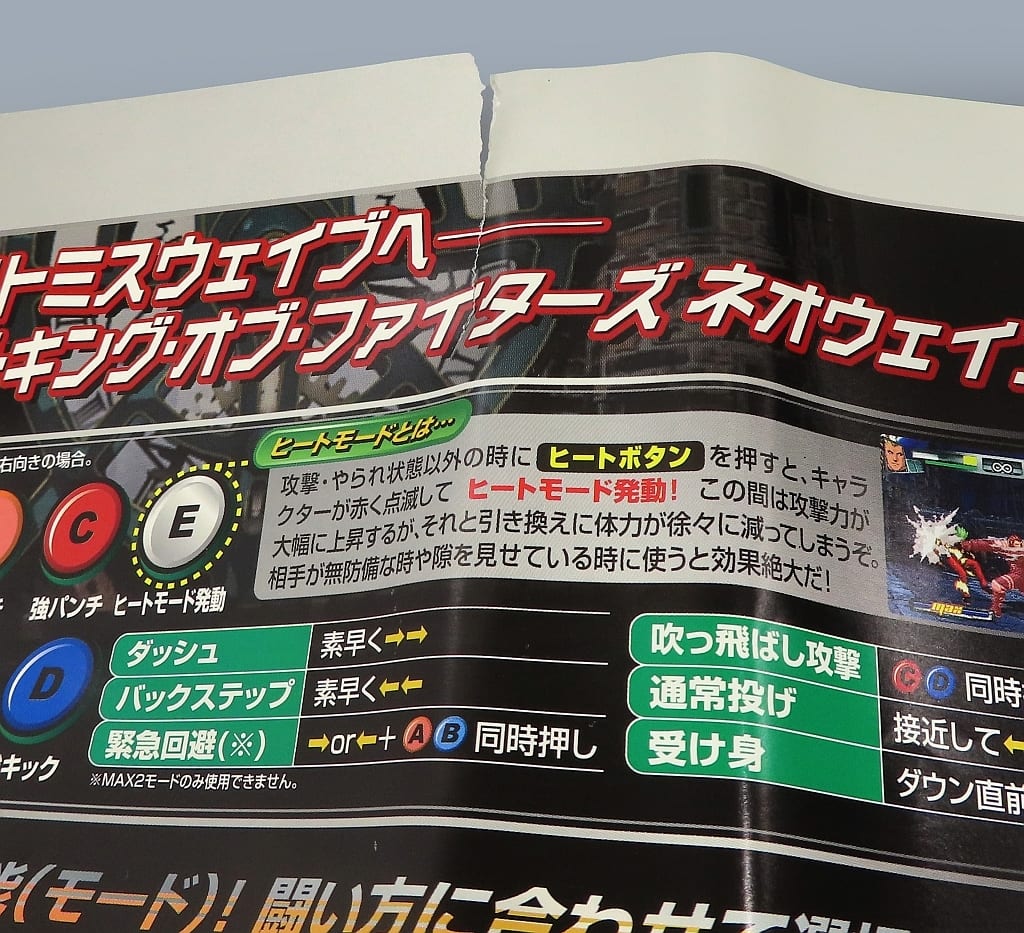 トミスウェイブへ──
キング・オブ・ファイターズ ネオウェイ
右向きの場合。
ヒートモードとは…
攻撃・やられ状態以外の時に ヒートボタン を押すと、キャラ
クターが赤く点滅して ヒートモード発動! この間は攻撃力が
大幅に上昇するが、それと引き換えに体力が徐々に減ってしまうぞ。
相手が無防備な時や隙を見せている時に使うと効果絶大だ!
max
C E
強パンチ ヒートモード発動
D
キック
ダッシュ 素早く➡➡
バックステップ 素早く⬅⬅
緊急回避(※) ➡or⬅+AB 同時押し
※MAX2モードのみ使用できません。
吹っ飛ばし攻撃 CD 同時
通常投げ 接近して⬅
受け身 ダウン直前
(モード)! 闘い方に合わせて選